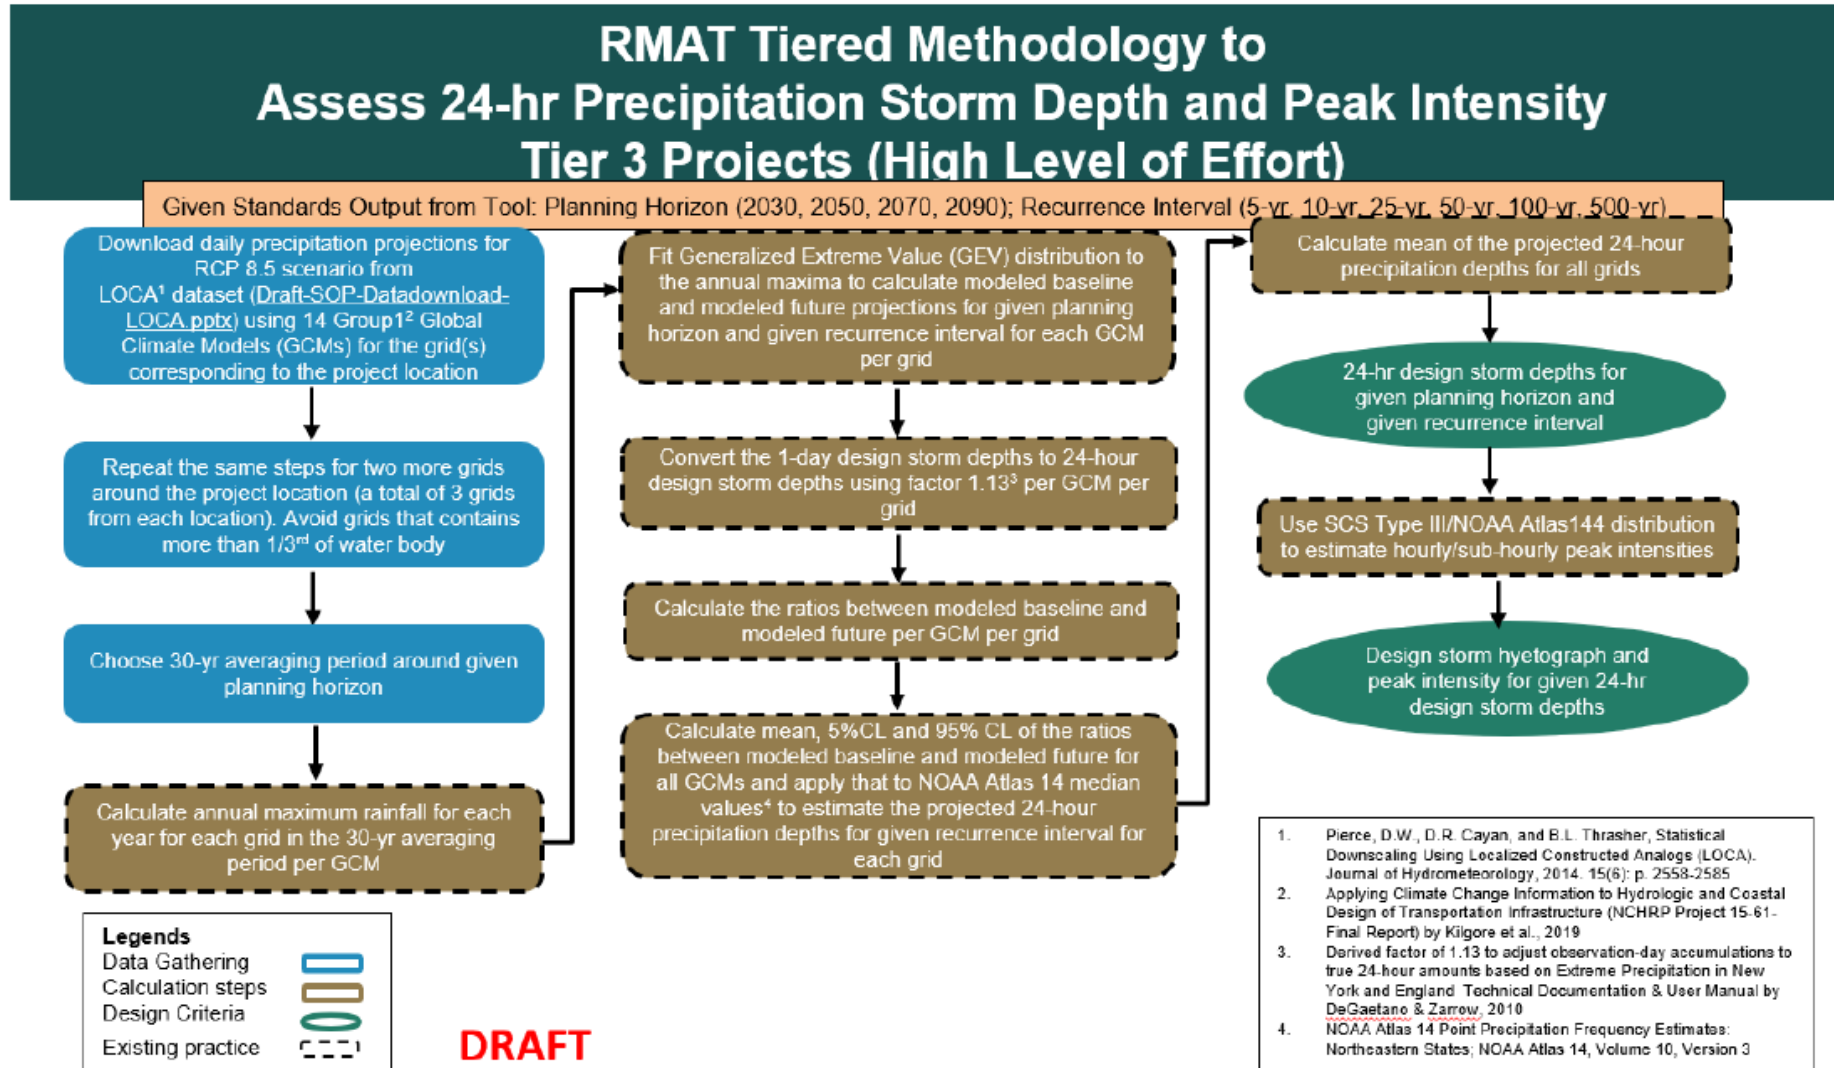 RMAT Tiered Methodology to
Assess 24-hr Precipitation Storm Depth and Peak Intensity
Tier 3 Projects (High Level of Effort)
Given Standards Output from Tool: Planning Horizon (2030, 2050, 2070, 2090); Recurrence Interval (5-yr, 10-yr, 25-yr, 50-yr, 100-yr, 500-yr)
Download daily precipitation projections for
RCP 8.5 scenario from
LOCA¹ dataset (Draft-SOP-Datadownload-
LOCA.pptx) using 14 Group1² Global
Climate Models (GCMs) for the grid(s)
corresponding to the project location
Repeat the same steps for two more grids
around the project location (a total of 3 grids
from each location). Avoid grids that contains
more than 1/3rd of water body
Choose 30-yr averaging period around given
planning horizon
Calculate annual maximum rainfall for each
year for each grid in the 30-yr averaging
period per GCM
Fit Generalized Extreme Value (GEV) distribution to
the annual maxima to calculate modeled baseline
and modeled future projections for given planning
horizon and given recurrence interval for each GCM
per grid
Convert the 1-day design storm depths to 24-hour
design storm depths using factor 1.13³ per GCM per
grid
Calculate the ratios between modeled baseline and
modeled future per GCM per grid
Calculate mean, 5%CL and 95% CL of the ratios
between modeled baseline and modeled future for
all GCMs and apply that to NOAA Atlas 14 median
values⁴ to estimate the projected 24-hour
precipitation depths for given recurrence interval for
each grid
Calculate mean of the projected 24-hour
precipitation depths for all grids
24-hr design storm depths for
given planning horizon and
given recurrence interval
Use SCS Type III/NOAA Atlas144 distribution
to estimate hourly/sub-hourly peak intensities
Design storm hyetograph and
peak intensity for given 24-hr
design storm depths
Legends
Data Gathering
Calculation steps
Design Criteria
Existing practice
DRAFT
1. Pierce, D.W., D.R. Cayan, and B.L. Thrasher, Statistical
Downscaling Using Localized Constructed Analogs (LOCA).
Journal of Hydrometeorology, 2014. 15(6): p. 2558-2585
2. Applying Climate Change Information to Hydrologic and Coastal
Design of Transportation Infrastructure (NCHRP Project 15-61-
Final Report) by Kilgore et al., 2019
3. Derived factor of 1.13 to adjust observation-day accumulations to
true 24-hour amounts based on Extreme Precipitation in New
York and England Technical Documentation & User Manual by
DeGaetano & Zarrow, 2010
4. NOAA Atlas 14 Point Precipitation Frequency Estimates:
Northeastern States; NOAA Atlas 14, Volume 10, Version 3